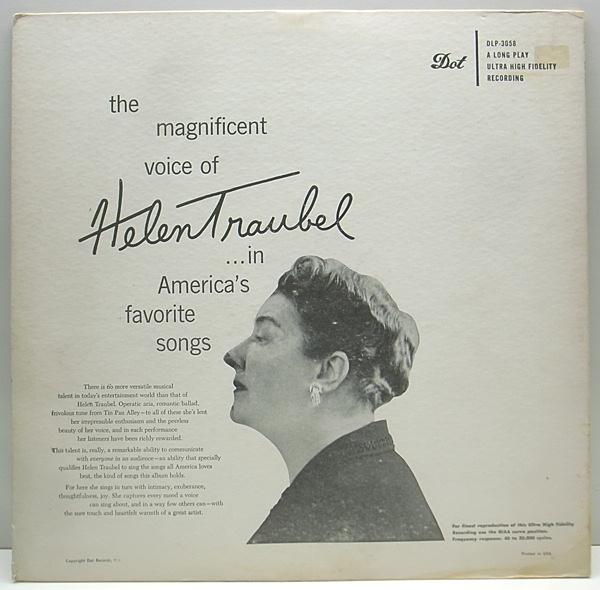 Dot
DLP-3058
A LONG PLAY
ULTRA HIGH FIDELITY
RECORDING
the
magnificent
voice of
Helen Traubel
...in
America's
favorite
songs
There is no more versatile musical
talent in today's entertainment world than that of
Helen Traubel. Operatic aria, romantic ballad,
frivolous tune from Tin Pan Alley—to all of these she's lent
her irrepressible enthusiasm and the peerless
beauty of her voice, and in each performance
her listeners have been richly rewarded.
This talent is, really, a remarkable ability to communicate
with everyone in an audience—an ability that specially
qualifies Helen Traubel to sing the songs all America loves
best, the kind of songs this album holds.
For here she sings in turn with intimacy, exuberance,
thoughtfulness, joy. She captures every mood a voice
can sing about, and in a way few others can—with
the sure touch and heartfelt warmth of a great artist.
For finest reproduction of this Ultra High Fidelity
Recording use the RIAA curve position.
Frequency response: 40 to 20,000 cycles.
Copyright Dot Records,
Printed in USA